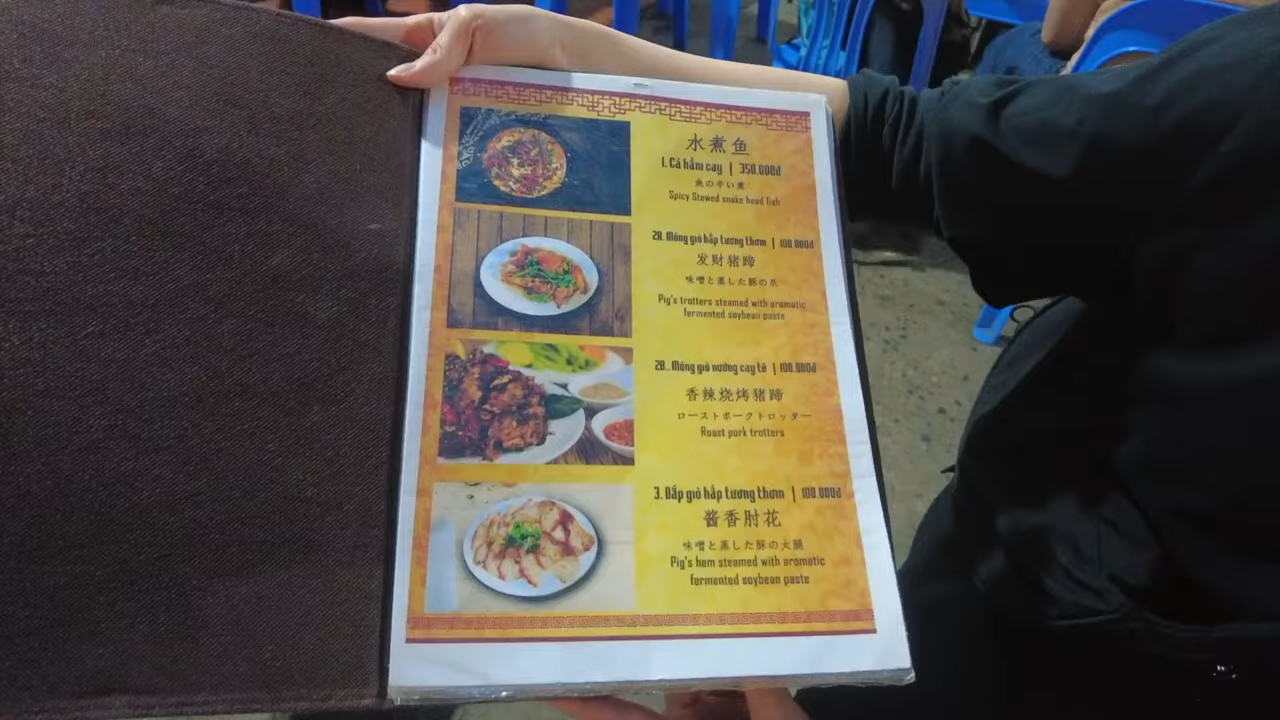 水煮鱼
1. Cá hầm cay | 350.000đ
魚の辛い煮
Spicy Stewed snake head fish
2A. Móng giò hấp tương thơm | 100.000đ
发财猪蹄
味噌と蒸した豚の爪
Pig's trotters steamed with aromatic
fermented soybean paste
2B.. Móng giò nướng cay tê | 100.000đ
香辣烧烤猪蹄
ローストポークトロッター
Roast pork trotters
3. Bắp giò hấp tương thơm | 100.000đ
酱香肘花
味噌と蒸した豚の大腿
Pig's ham steamed with aromatic
fermented soybean paste